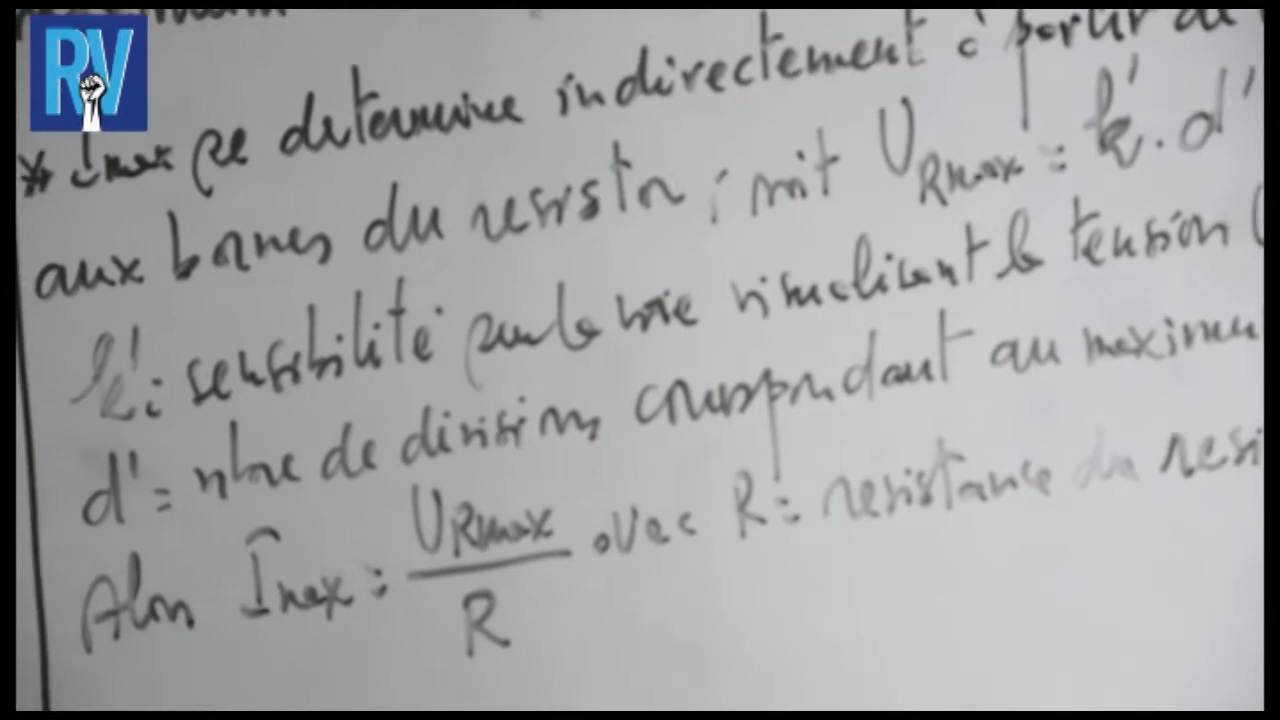 RV
* Imax se determine indirectement à partir de
aux bornes du resistor ; soit URmax = k'. d'
k' : sensibilité sur la voie visualisant la tension (
d' = nbre de divisions correspondant au maximu
Alors Imax = URmax / R avec R = resistance du resi